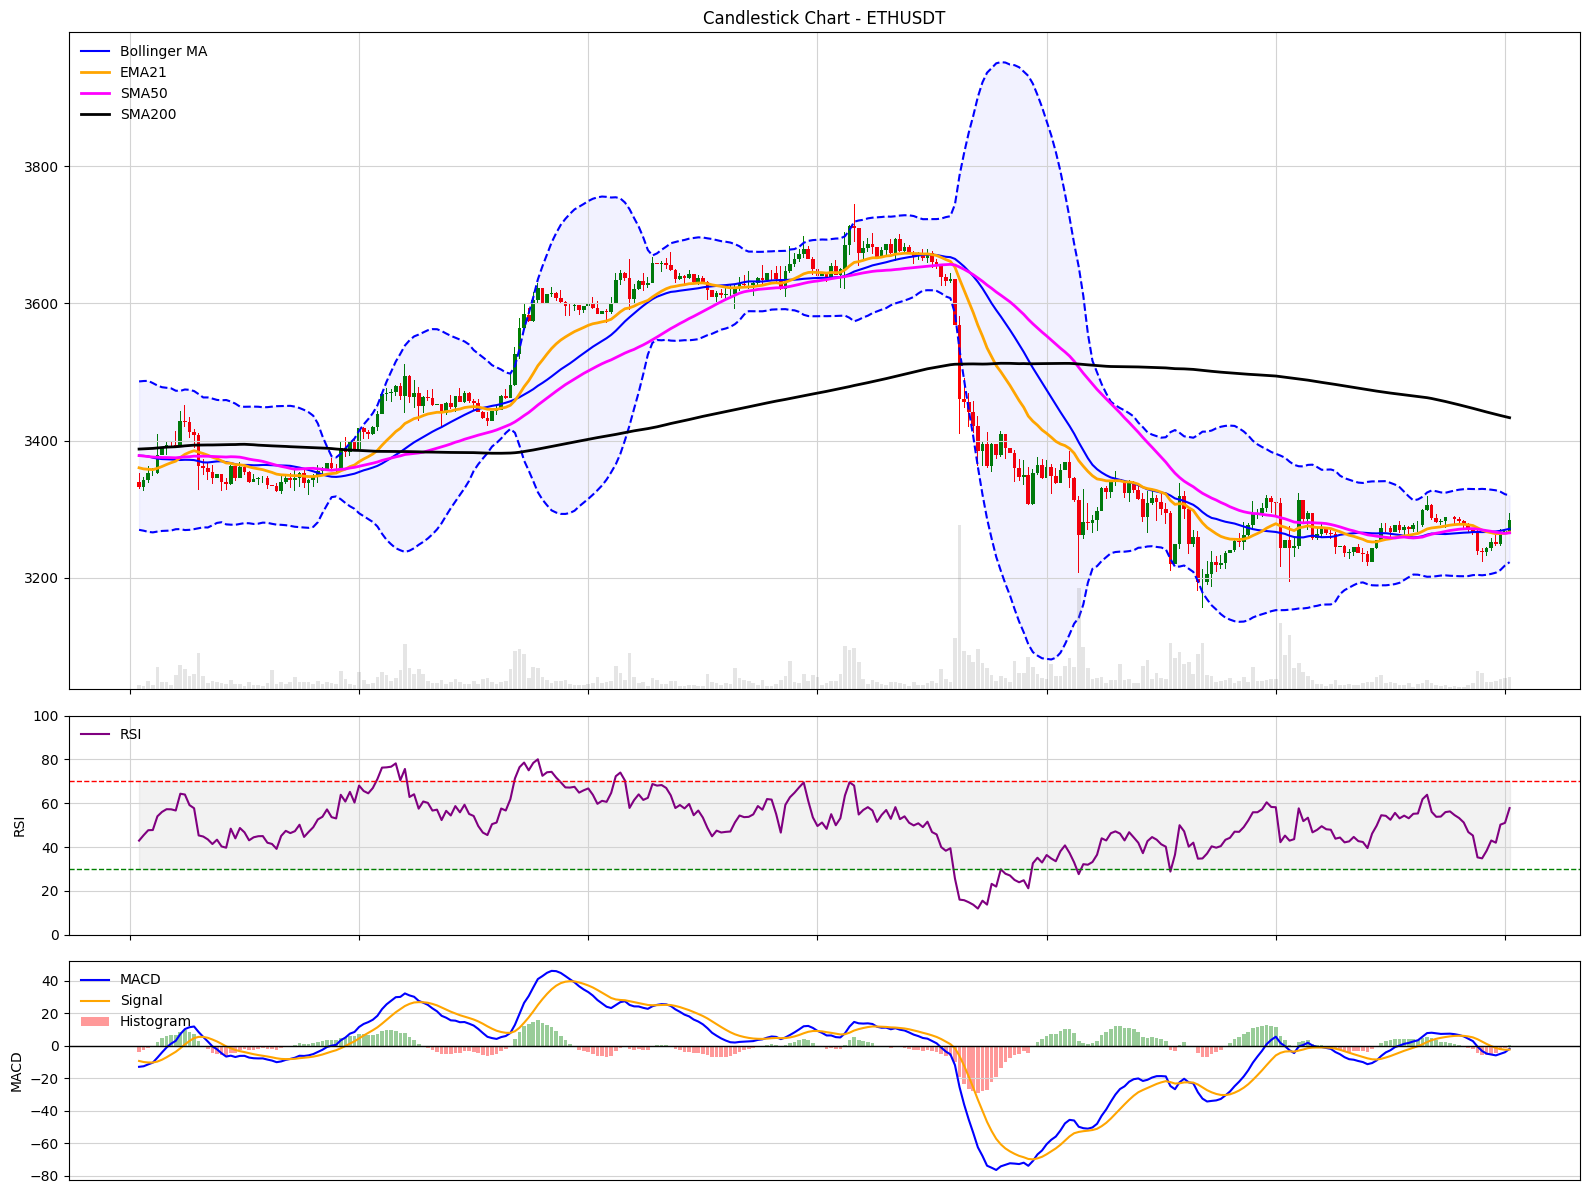 Candlestick Chart - ETHUSDT
Bollinger MA
EMA21
SMA50
SMA200
3800
3600
3400
3200
100
80
60
40
20
0
RSI
RSI
40
20
0
−20
−40
−60
−80
MACD
MACD
Signal
Histogram